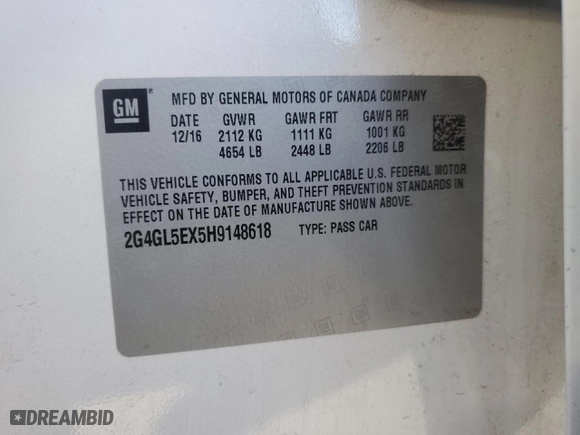 GM
MFD BY GENERAL MOTORS OF CANADA COMPANY
DATE GVWR GAWR FRT GAWR RR
12/16 2112 KG 1111 KG 1001 KG
4654 LB 2448 LB 2206 LB
THIS VEHICLE CONFORMS TO ALL APPLICABLE U.S. FEDERAL MOTOR
VEHICLE SAFETY, BUMPER, AND THEFT PREVENTION STANDARDS IN
EFFECT ON THE DATE OF MANUFACTURE SHOWN ABOVE.
2G4GL5EX5H9148618 TYPE: PASS CAR
DREAMBID